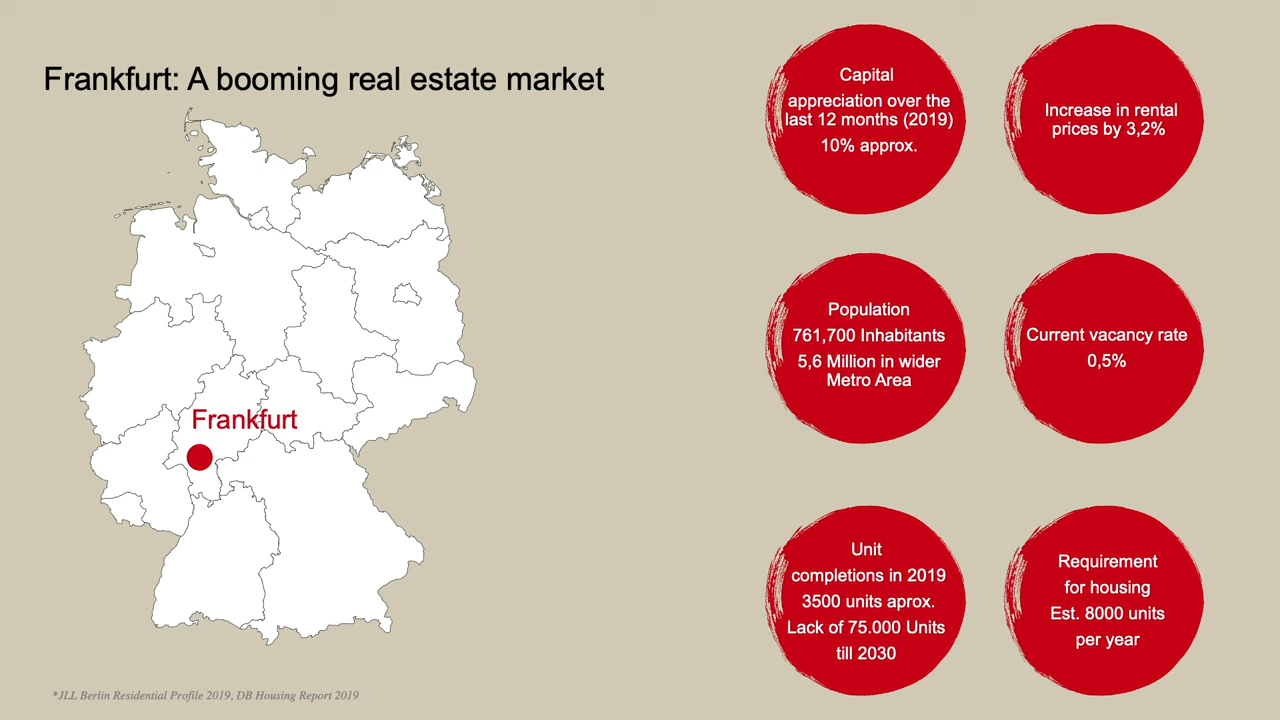 Frankfurt: A booming real estate market
Frankfurt
*JLL Berlin Residential Profile 2019, DB Housing Report 2019
Capital
appreciation over the
last 12 months (2019)
10% approx.
Increase in rental
prices by 3,2%
Population
761,700 Inhabitants
5,6 Million in wider
Metro Area
Current vacancy rate
0,5%
Unit
completions in 2019
3500 units aprox.
Lack of 75.000 Units
till 2030
Requirement
for housing
Est. 8000 units
per year